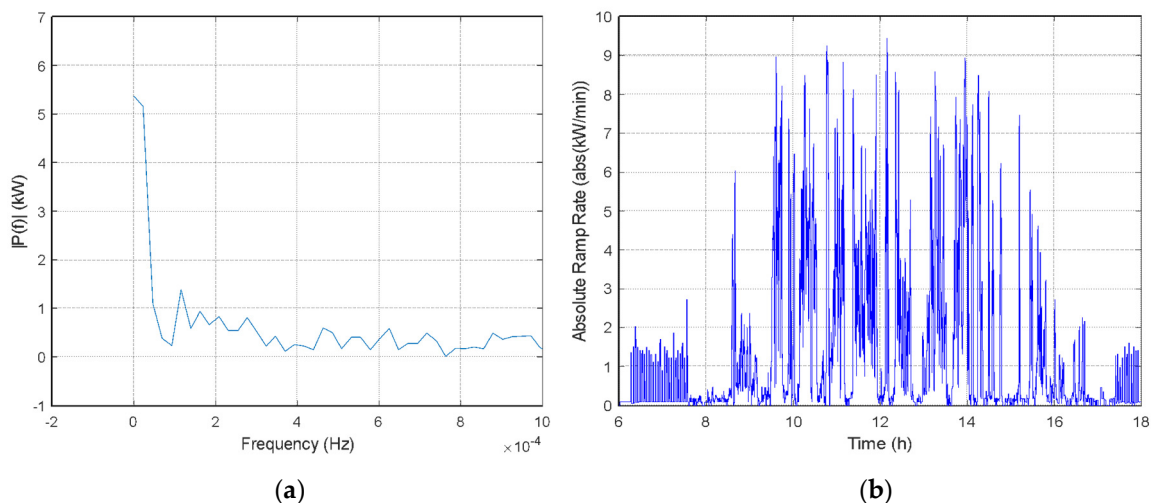 7
6
5
4
3
2
1
0
-1
|P(f)| (kW)
-2 0 2 4 6 8 10
Frequency (Hz)
×10⁻⁴
(a)
10
9
8
7
6
5
4
3
2
1
0
Absolute Ramp Rate (abs(kW/min))
6 8 10 12 14 16 18
Time (h)
(b)